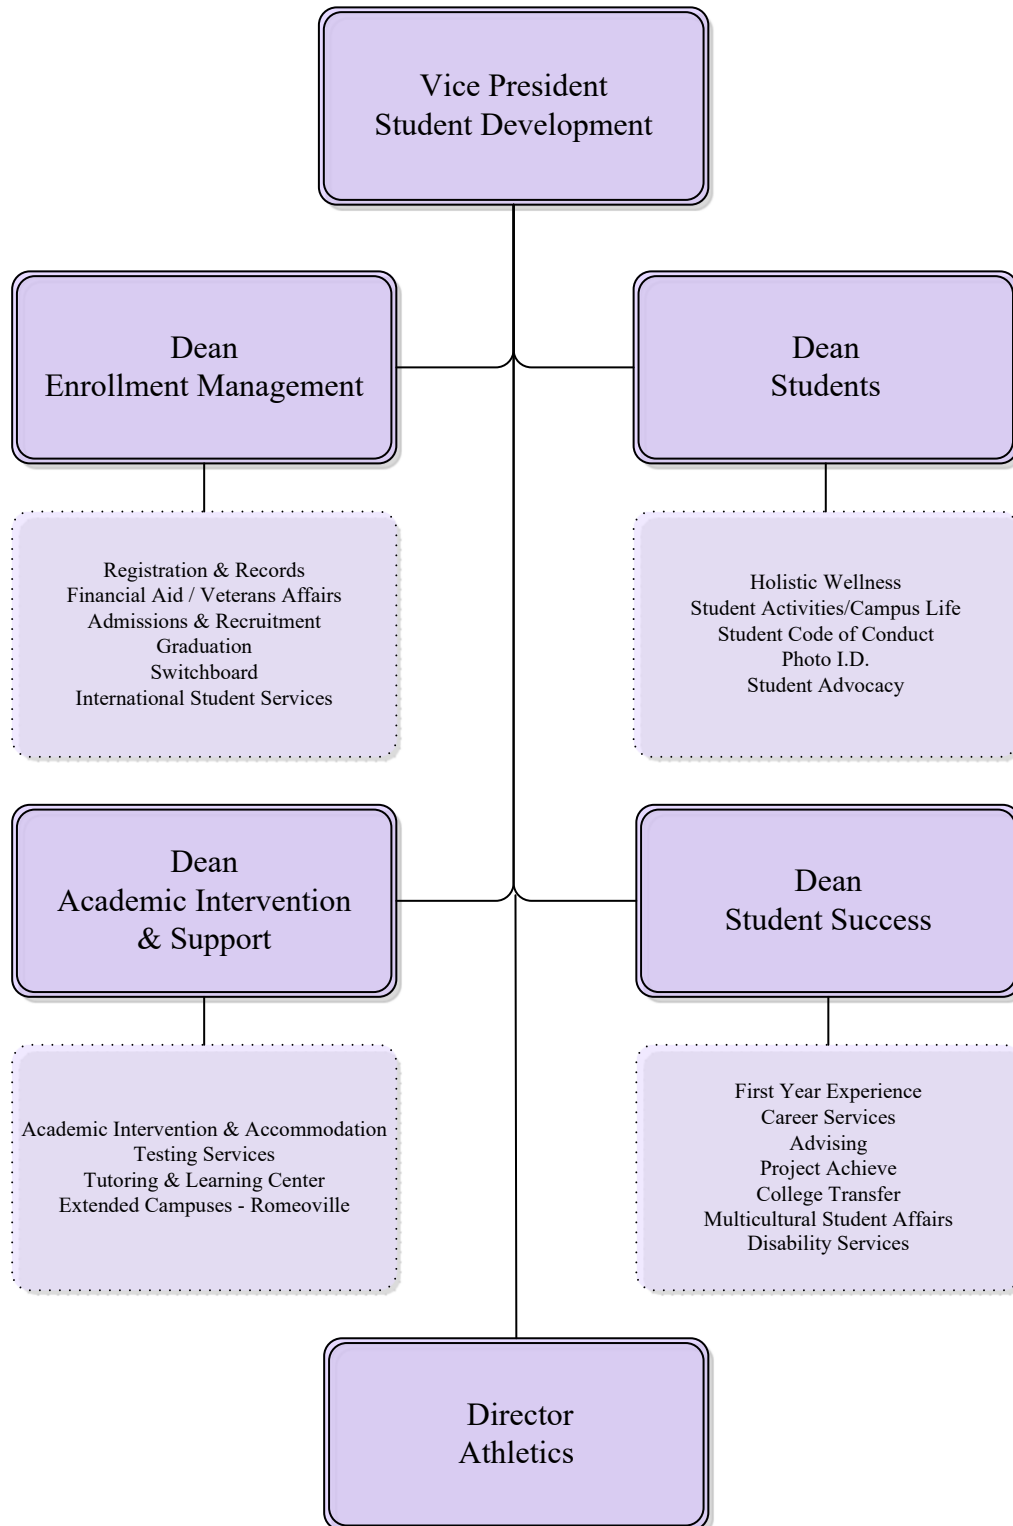 Vice President
Student Development
Dean
Enrollment Management
Dean
Students
Registration & Records
Financial Aid / Veterans Affairs
Admissions & Recruitment
Graduation
Switchboard
International Student Services
Holistic Wellness
Student Activities/Campus Life
Student Code of Conduct
Photo I.D.
Student Advocacy
Dean
Academic Intervention
& Support
Dean
Student Success
Academic Intervention & Accommodation
Testing Services
Tutoring & Learning Center
Extended Campuses - Romeoville
First Year Experience
Career Services
Advising
Project Achieve
College Transfer
Multicultural Student Affairs
Disability Services
Director
Athletics